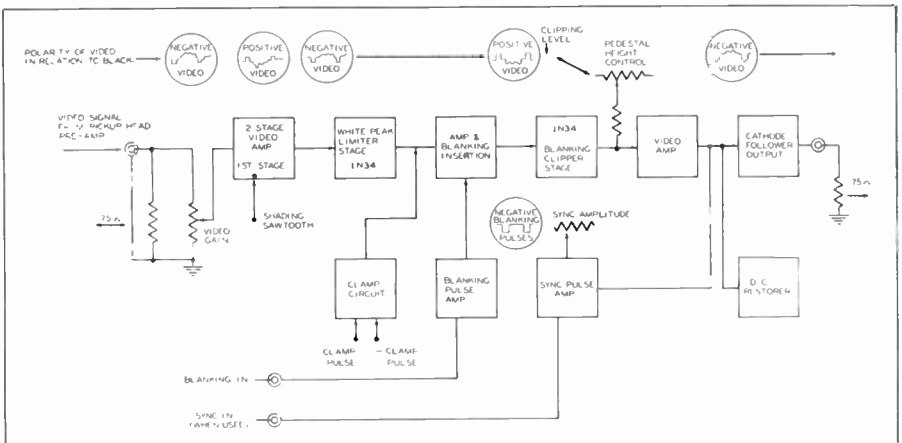 POLARITY OF VIDEO
IN RELATION TO BLACK
NEGATIVE
VIDEO
POSITIVE
VIDEO
NEGATIVE
VIDEO
POSITIVE
VIDEO
CLIPPING
LEVEL
PEDESTAL
HEIGHT
CONTROL
NEGATIVE
VIDEO
VIDEO SIGNAL
PICKUP HEAD
PRE-AMP
2 STAGE
VIDEO
AMP
1ST STAGE
WHITE PEAK
LIMITER
STAGE
1N34
AMP &
BLANKING
INSERTION
1N34
BLANKING
CLIPPER
STAGE
VIDEO
AMP
CATHODE
FOLLOWER
OUTPUT
75Ω
VIDEO
GAIN
SHADING
SAWTOOTH
75Ω
NEGATIVE
BLANKING
PULSES
SYNC AMPLITUDE
CLAMP
CIRCUIT
BLANKING
PULSE
AMP
SYNC PULSE
AMP
D C
RESTORER
CLAMP
PULSE
- CLAMP
PULSE
BLANKING IN
SYNC IN
(WHEN USED)